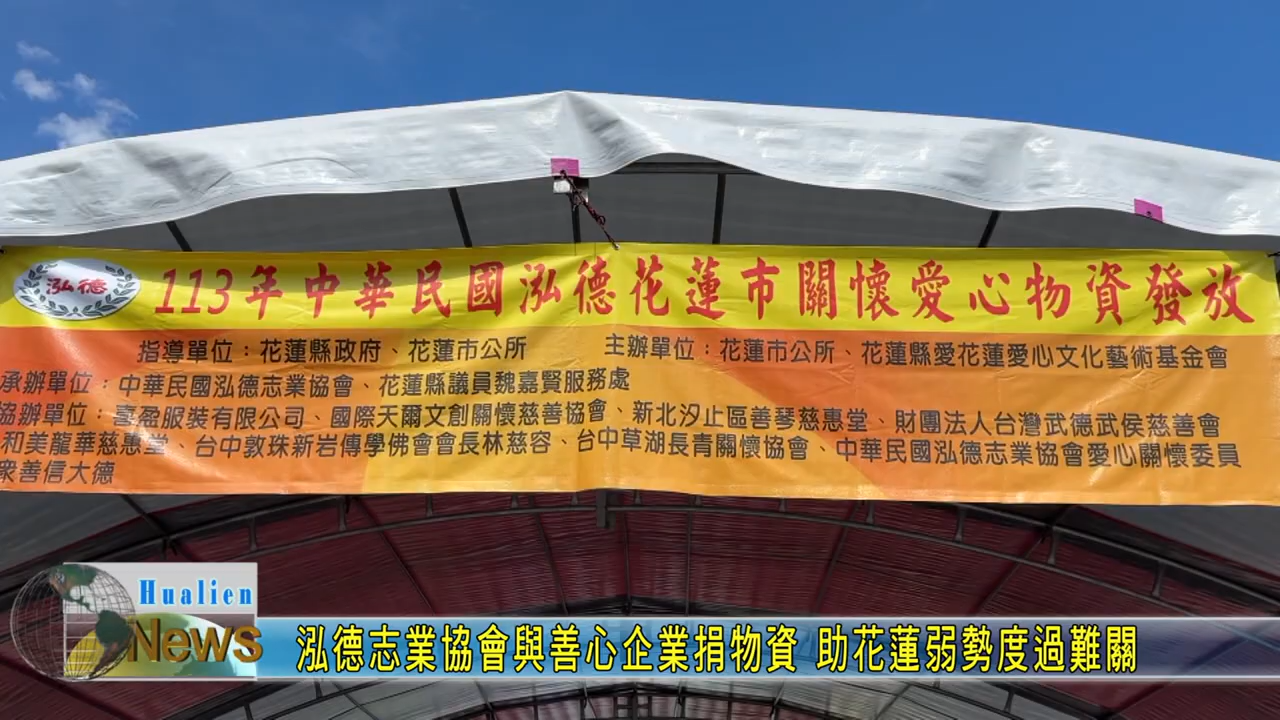 泓德
113年中華民國泓德花蓮市關懷愛心物資發放
指導單位：花蓮縣政府、花蓮市公所 主辦單位：花蓮市公所、花蓮縣愛花蓮愛心文化藝術基金會
承辦單位：中華民國泓德志業協會、花蓮縣議員魏嘉賢服務處
協辦單位：喜盈服裝有限公司、國際天爾文創關懷慈善協會、新北汐止區善琴慈惠堂、財團法人台灣武德武侯慈善會
和美龍華慈惠堂、台中敦珠新岩傳學佛會會長林慈容、台中草湖長青關懷協會、中華民國泓德志業協會愛心關懷委員
眾善信大德
Hualien
News
泓德志業協會與善心企業捐物資 助花蓮弱勢度過難關